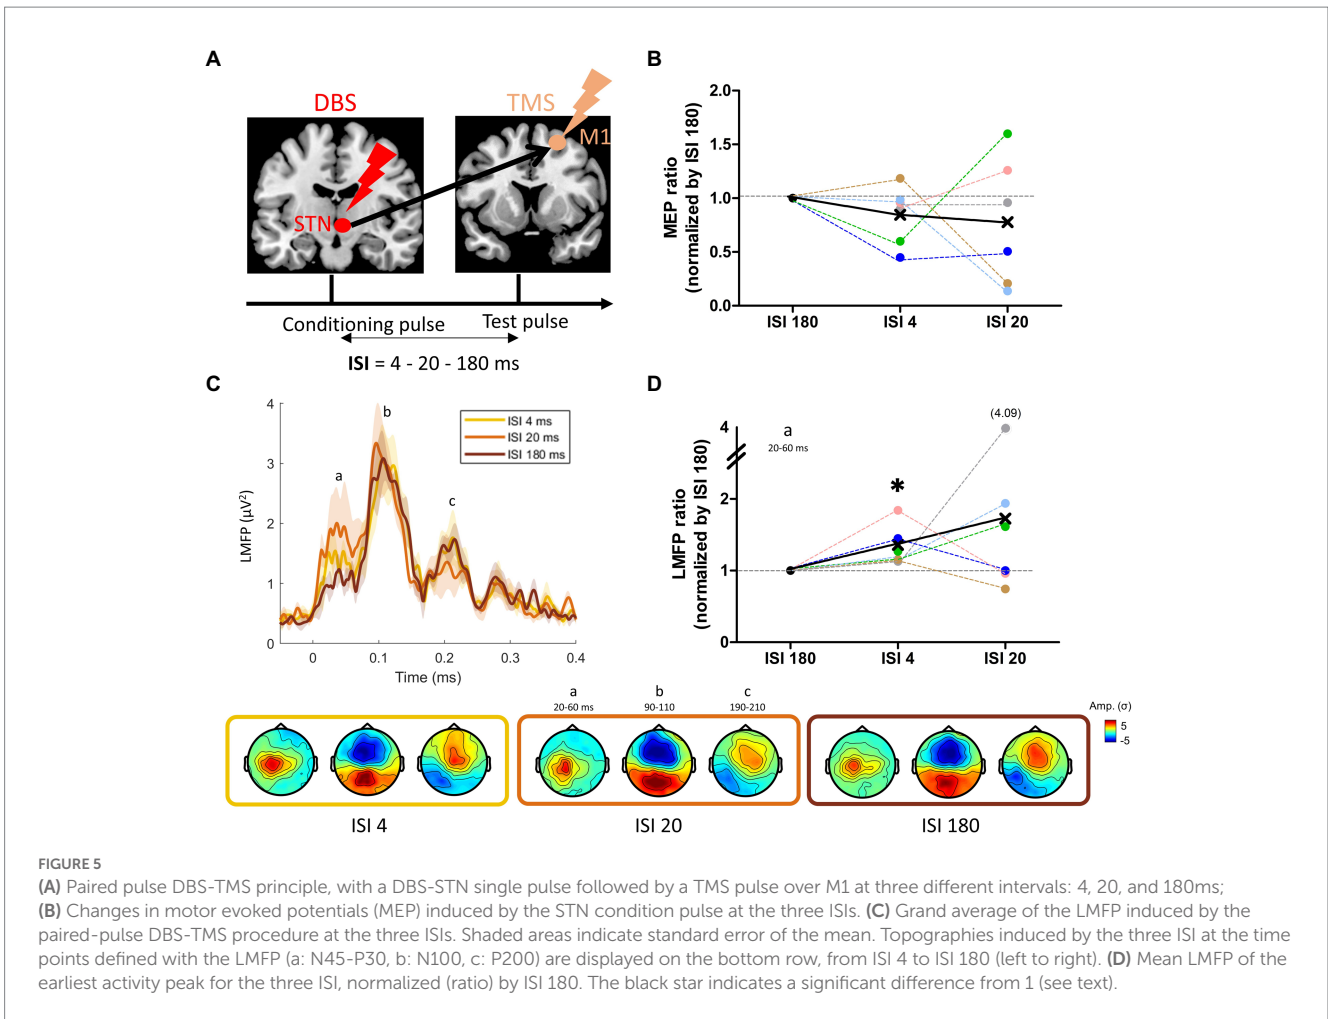 A
DBS
TMS
M1
STN
Conditioning pulse
Test pulse
ISI = 4 - 20 - 180 ms
B
MEP ratio
(normalized by ISI 180)
2.0
1.5
1.0
0.5
0.0
ISI 180
ISI 4
ISI 20
C
LMFP (µV²)
4
3
2
1
0
a
b
c
ISI 4 ms
ISI 20 ms
ISI 180 ms
0
0.1
0.2
0.3
0.4
Time (ms)
D
LMFP ratio
(normalized by ISI 180)
4
2
1
0
a
20-60 ms
*
(4.09)
ISI 180
ISI 4
ISI 20
a
20-60 ms
b
90-110
c
190-210
Amp. (σ)
5
-5
ISI 4
ISI 20
ISI 180
FIGURE 5
(A) Paired pulse DBS-TMS principle, with a DBS-STN single pulse followed by a TMS pulse over M1 at three different intervals: 4, 20, and 180ms;
(B) Changes in motor evoked potentials (MEP) induced by the STN condition pulse at the three ISIs. (C) Grand average of the LMFP induced by the
paired-pulse DBS-TMS procedure at the three ISIs. Shaded areas indicate standard error of the mean. Topographies induced by the three ISI at the time
points defined with the LMFP (a: N45-P30, b: N100, c: P200) are displayed on the bottom row, from ISI 4 to ISI 180 (left to right). (D) Mean LMFP of the
earliest activity peak for the three ISI, normalized (ratio) by ISI 180. The black star indicates a significant difference from 1 (see text).